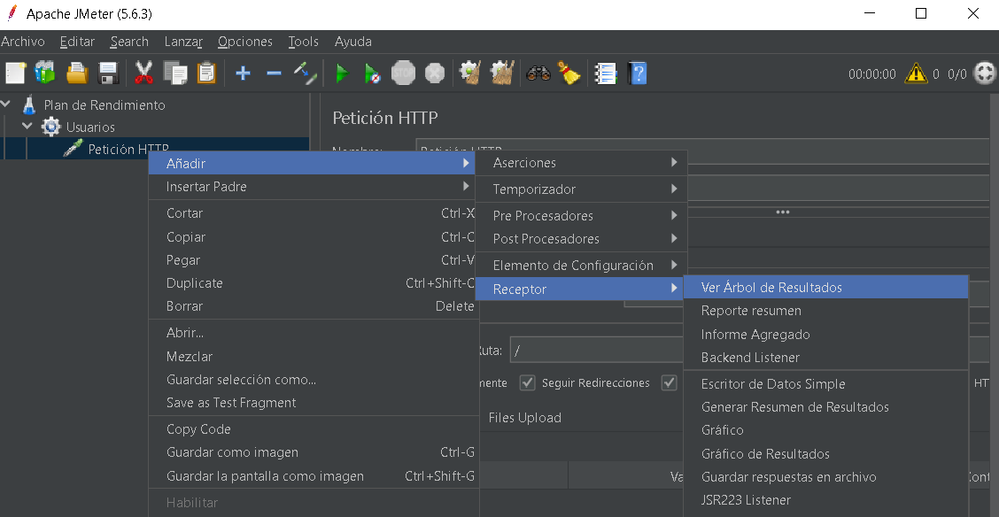 Apache JMeter (5.6.3)
Archivo Editar Search Lanzar Opciones Tools Ayuda
STOP 00:00:00 0 0/0
Plan de Rendimiento
Usuarios
Petición HTTP
Petición HTTP
Nombre: Petición HTTP
Añadir
Insertar Padre
Cortar Ctrl-X
Copiar Ctrl-C
Pegar Ctrl-V
Duplicate Ctrl+Shift-C
Borrar Delete
Abrir...
Mezclar
Guardar selección como...
Save as Test Fragment
Copy Code
Guardar como imagen Ctrl-G
Guardar la pantalla como imagen Ctrl+Shift-G
Habilitar
Aserciones
Temporizador
Pre Procesadores
Post Procesadores
Elemento de Configuración
Receptor
Ver Árbol de Resultados
Reporte resumen
Informe Agregado
Backend Listener
Escritor de Datos Simple
Generar Resumen de Resultados
Gráfico
Gráfico de Resultados
Guardar respuestas en archivo
JSR223 Listener
Ruta: /
mente Seguir Redirecciones HT
Files Upload
Va Cont